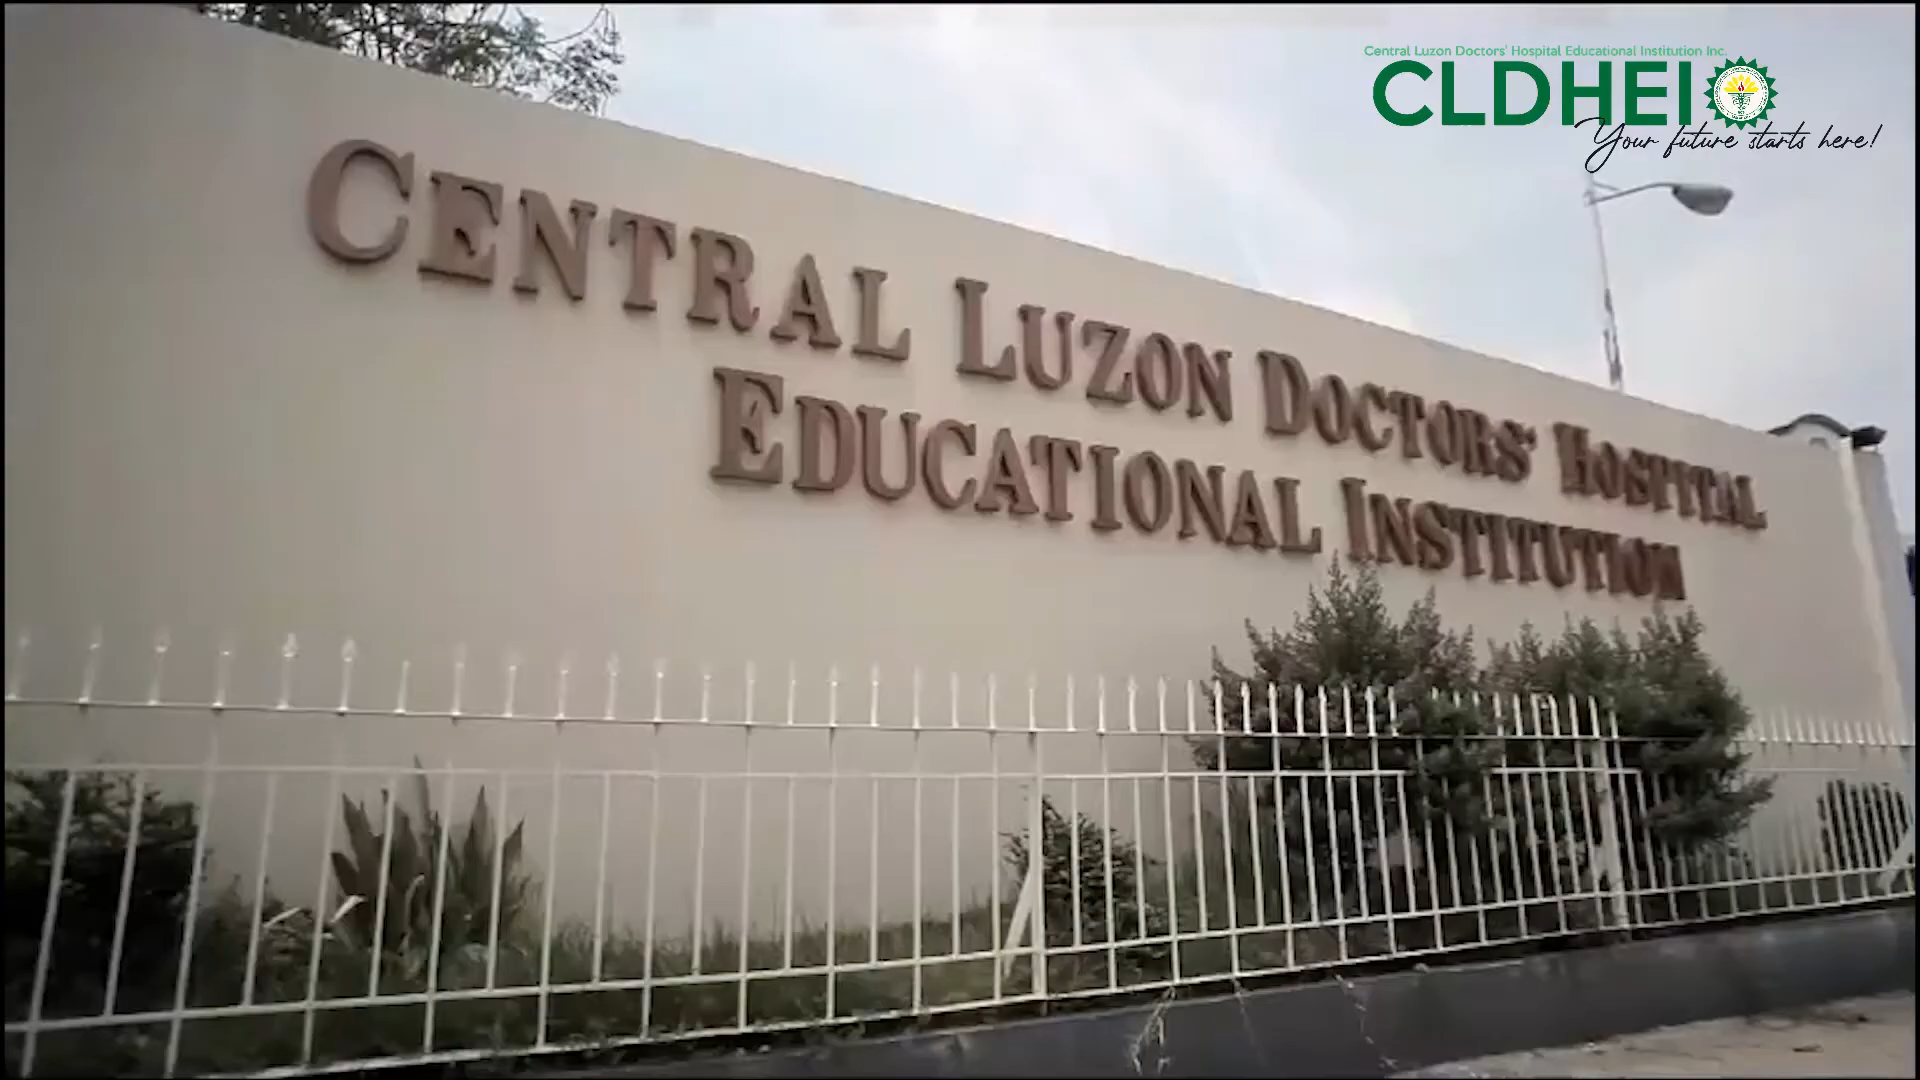 Central Luzon Doctors' Hospital Educational Institution Inc.
CLDHEI
Your future starts here!
CENTRAL LUZON DOCTORS' HOSPITAL
EDUCATIONAL INSTITUTION